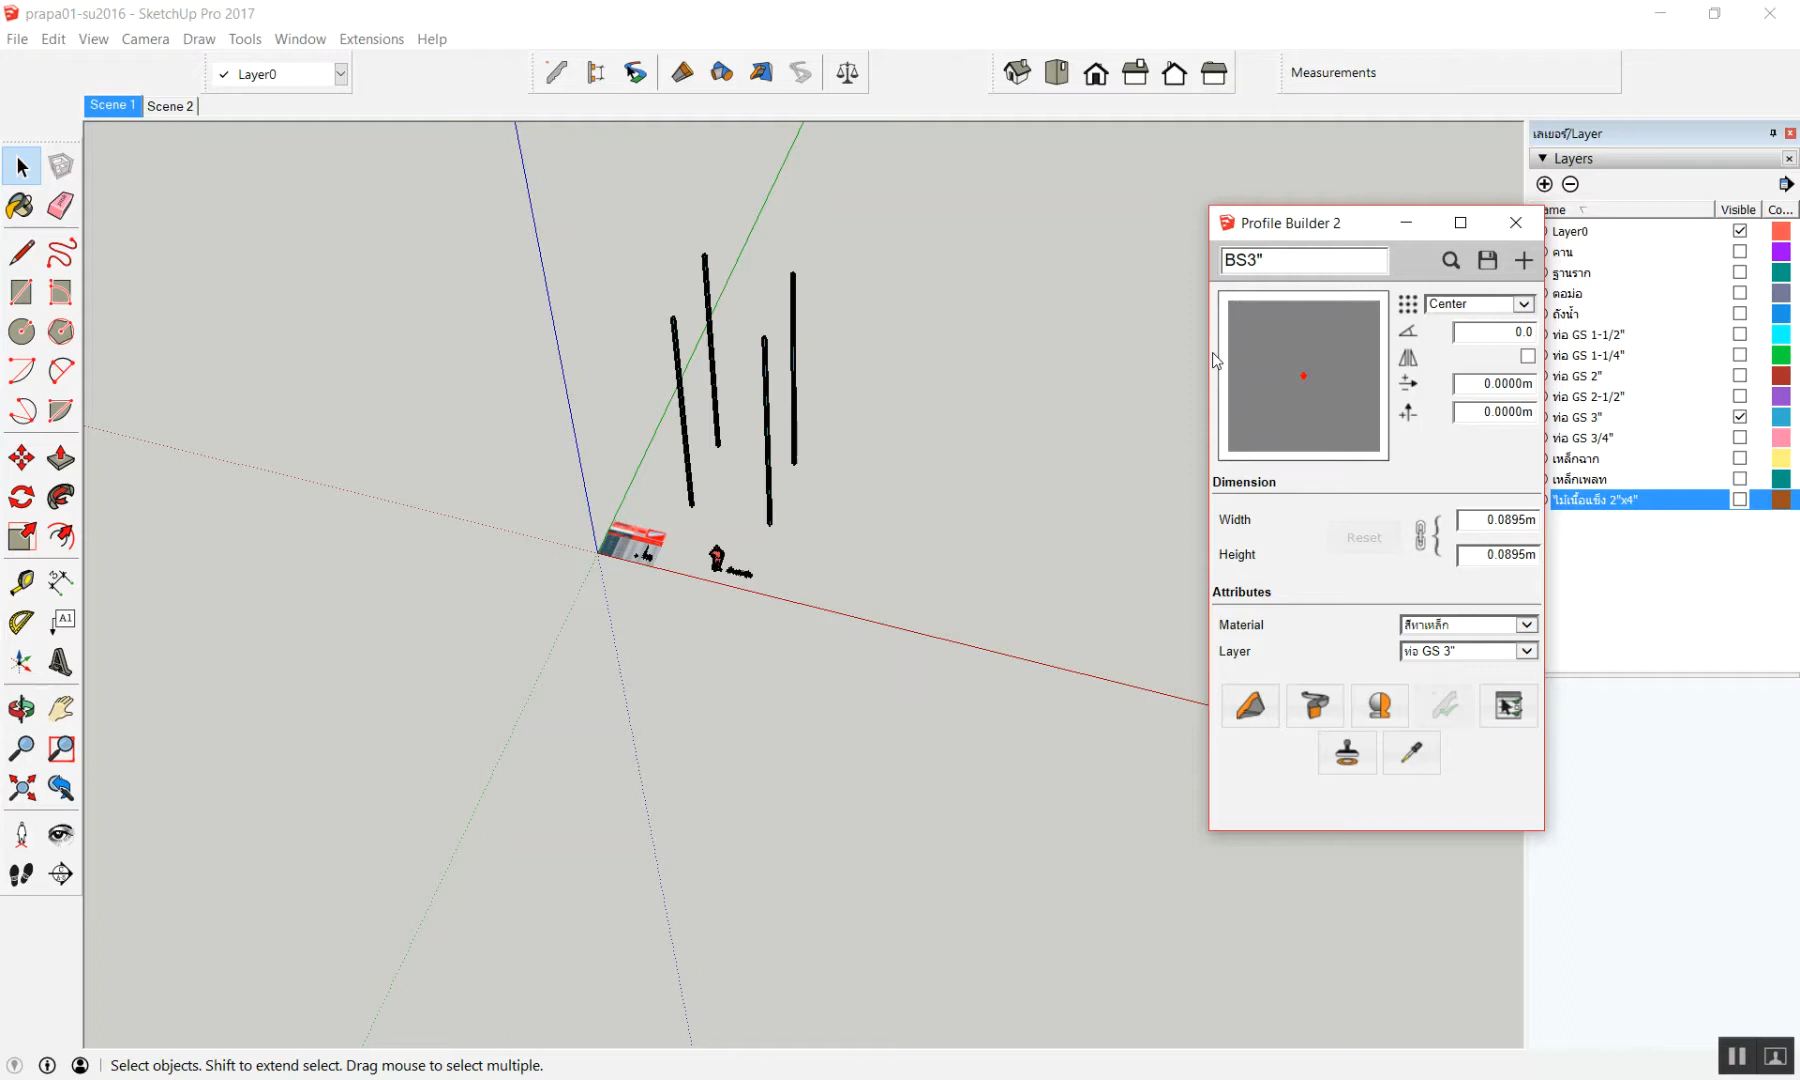 prapa01-su2016 - SketchUp Pro 2017
File Edit View Camera Draw Tools Window Extensions Help
Layer0
Measurements
Scene 1 Scene 2
เลเยอร์/Layer
Layers
Visible Co...
Layer0
คาน
ฐานราก
ตอม่อ
ถังน้ำ
ท่อ GS 1-1/2"
ท่อ GS 1-1/4"
ท่อ GS 2"
ท่อ GS 2-1/2"
ท่อ GS 3"
ท่อ GS 3/4"
เหล็กฉาก
เหล็กเพลท
ไม้เนื้อแข็ง 2"x4"
Profile Builder 2
BS3"
Center
0.0
0.0000m
0.0000m
Dimension
Width 0.0895m
Reset
Height 0.0895m
Attributes
Material สีทาเหล็ก
Layer ท่อ GS 3"
A1
Select objects. Shift to extend select. Drag mouse to select multiple.